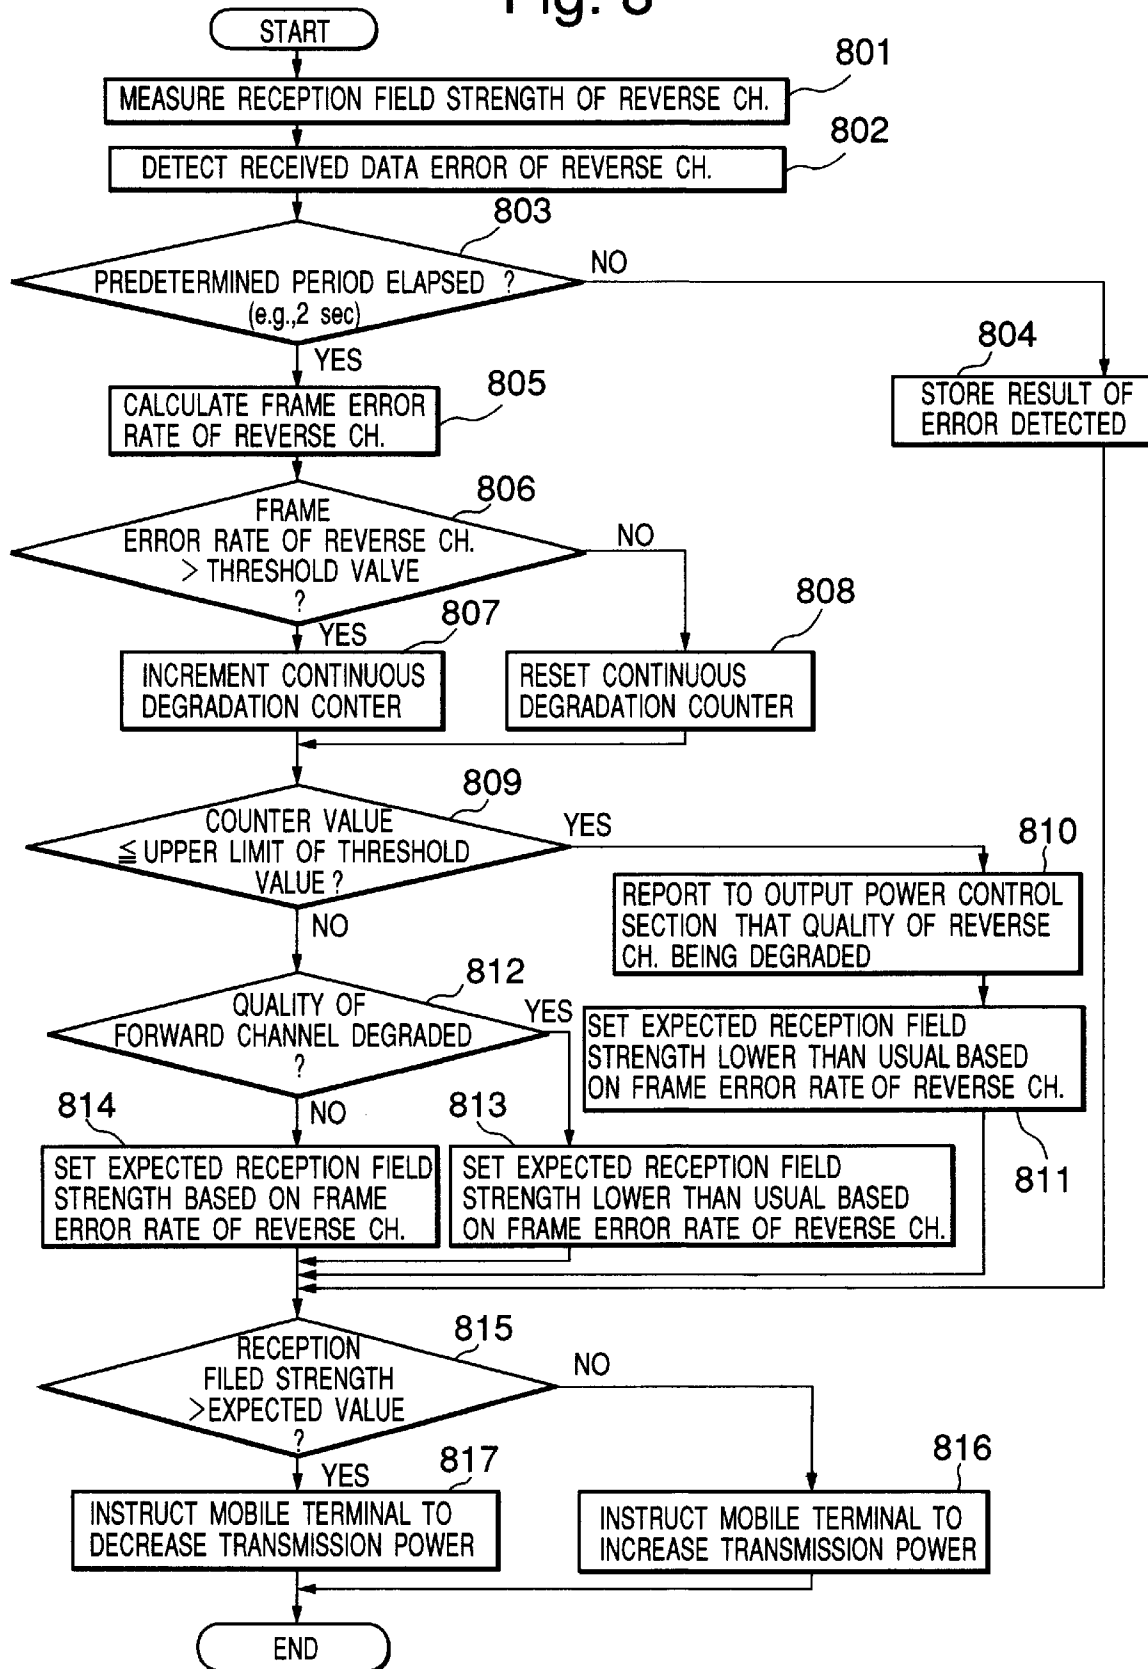 Fig. 8
START
801
MEASURE RECEPTION FIELD STRENGTH OF REVERSE CH.
802
DETECT RECEIVED DATA ERROR OF REVERSE CH.
803
PREDETERMINED PERIOD ELAPSED ?
(e.g.,2 sec)
NO
YES
804
STORE RESULT OF
ERROR DETECTED
805
CALCULATE FRAME ERROR
RATE OF REVERSE CH.
806
FRAME
ERROR RATE OF REVERSE CH.
> THRESHOLD VALVE
?
NO
YES
807
INCREMENT CONTINUOUS
DEGRADATION CONTER
808
RESET CONTINUOUS
DEGRADATION COUNTER
809
COUNTER VALUE
≦ UPPER LIMIT OF THRESHOLD
VALUE ?
YES
NO
810
REPORT TO OUTPUT POWER CONTROL
SECTION THAT QUALITY OF REVERSE
CH. BEING DEGRADED
812
QUALITY OF
FORWARD CHANNEL DEGRADED
?
YES
NO
SET EXPECTED RECEPTION FIELD
STRENGTH LOWER THAN USUAL BASED
ON FRAME ERROR RATE OF REVERSE CH.
811
814
SET EXPECTED RECEPTION FIELD
STRENGTH BASED ON FRAME
ERROR RATE OF REVERSE CH.
813
SET EXPECTED RECEPTION FIELD
STRENGTH LOWER THAN USUAL BASED
ON FRAME ERROR RATE OF REVERSE CH.
815
RECEPTION
FILED STRENGTH
>EXPECTED VALUE
?
NO
YES
817
INSTRUCT MOBILE TERMINAL TO
DECREASE TRANSMISSION POWER
816
INSTRUCT MOBILE TERMINAL TO
INCREASE TRANSMISSION POWER
END